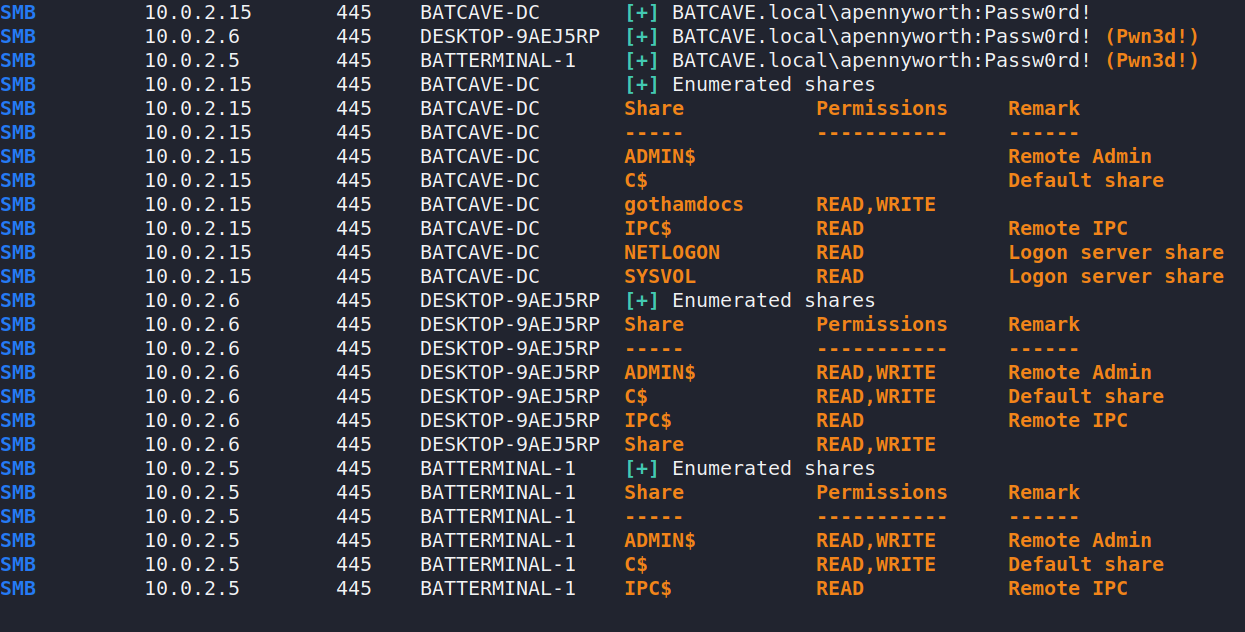 SMB 10.0.2.15 445 BATCAVE-DC [+] BATCAVE.local\apennyworth:Passw0rd!
SMB 10.0.2.6 445 DESKTOP-9AEJ5RP [+] BATCAVE.local\apennyworth:Passw0rd! (Pwn3d!)
SMB 10.0.2.5 445 BATTERMINAL-1 [+] BATCAVE.local\apennyworth:Passw0rd! (Pwn3d!)
SMB 10.0.2.15 445 BATCAVE-DC [+] Enumerated shares
SMB 10.0.2.15 445 BATCAVE-DC Share Permissions Remark
SMB 10.0.2.15 445 BATCAVE-DC ----- ----------- ------
SMB 10.0.2.15 445 BATCAVE-DC ADMIN$ Remote Admin
SMB 10.0.2.15 445 BATCAVE-DC C$ Default share
SMB 10.0.2.15 445 BATCAVE-DC gothamdocs READ,WRITE
SMB 10.0.2.15 445 BATCAVE-DC IPC$ READ Remote IPC
SMB 10.0.2.15 445 BATCAVE-DC NETLOGON READ Logon server share
SMB 10.0.2.15 445 BATCAVE-DC SYSVOL READ Logon server share
SMB 10.0.2.6 445 DESKTOP-9AEJ5RP [+] Enumerated shares
SMB 10.0.2.6 445 DESKTOP-9AEJ5RP Share Permissions Remark
SMB 10.0.2.6 445 DESKTOP-9AEJ5RP ----- ----------- ------
SMB 10.0.2.6 445 DESKTOP-9AEJ5RP ADMIN$ READ,WRITE Remote Admin
SMB 10.0.2.6 445 DESKTOP-9AEJ5RP C$ READ,WRITE Default share
SMB 10.0.2.6 445 DESKTOP-9AEJ5RP IPC$ READ Remote IPC
SMB 10.0.2.6 445 DESKTOP-9AEJ5RP Share READ,WRITE
SMB 10.0.2.5 445 BATTERMINAL-1 [+] Enumerated shares
SMB 10.0.2.5 445 BATTERMINAL-1 Share Permissions Remark
SMB 10.0.2.5 445 BATTERMINAL-1 ----- ----------- ------
SMB 10.0.2.5 445 BATTERMINAL-1 ADMIN$ READ,WRITE Remote Admin
SMB 10.0.2.5 445 BATTERMINAL-1 C$ READ,WRITE Default share
SMB 10.0.2.5 445 BATTERMINAL-1 IPC$ READ Remote IPC